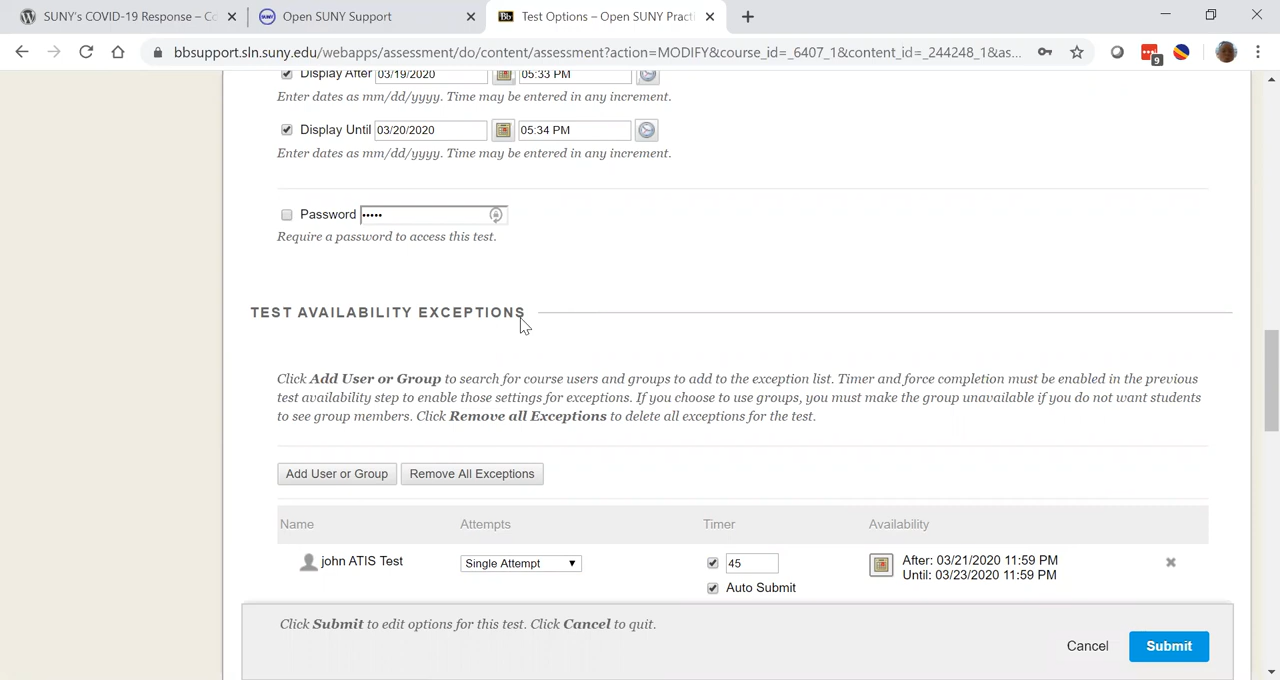 SUNY's COVID-19 Response – Co
Open SUNY Support
Test Options – Open SUNY Practi
bbsupport.sln.suny.edu/webapps/assessment/do/content/assessment?action=MODIFY&course_id=_6407_1&content_id=_244248_1&as...
9
Display After 03/19/2020 05:33 PM
Enter dates as mm/dd/yyyy. Time may be entered in any increment.
Display Until 03/20/2020 05:34 PM
Enter dates as mm/dd/yyyy. Time may be entered in any increment.
Password •••••
Require a password to access this test.
TEST AVAILABILITY EXCEPTIONS
Click Add User or Group to search for course users and groups to add to the exception list. Timer and force completion must be enabled in the previous
test availability step to enable those settings for exceptions. If you choose to use groups, you must make the group unavailable if you do not want students
to see group members. Click Remove all Exceptions to delete all exceptions for the test.
Add User or Group Remove All Exceptions
Name Attempts Timer Availability
john ATIS Test Single Attempt 45 After: 03/21/2020 11:59 PM
Until: 03/23/2020 11:59 PM
Auto Submit
Click Submit to edit options for this test. Click Cancel to quit.
Cancel Submit